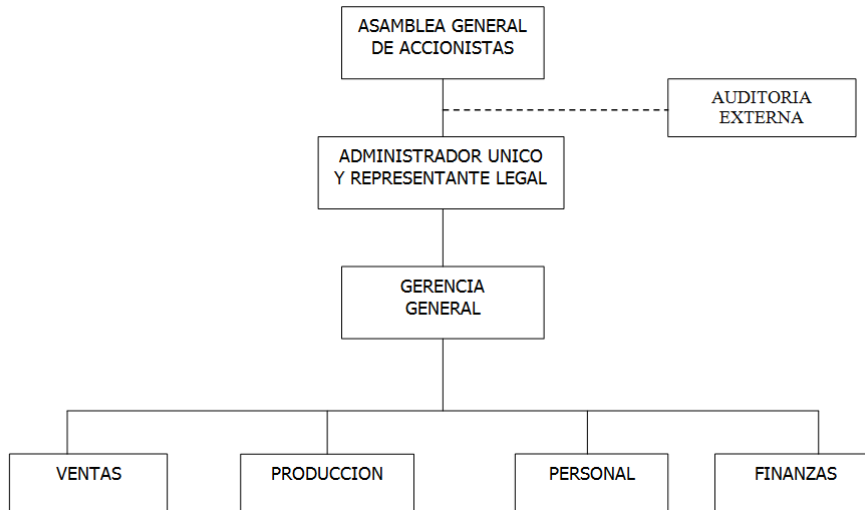 ASAMBLEA GENERAL
DE ACCIONISTAS
AUDITORIA
EXTERNA
ADMINISTRADOR UNICO
Y REPRESENTANTE LEGAL
GERENCIA
GENERAL
VENTAS
PRODUCCION
PERSONAL
FINANZAS